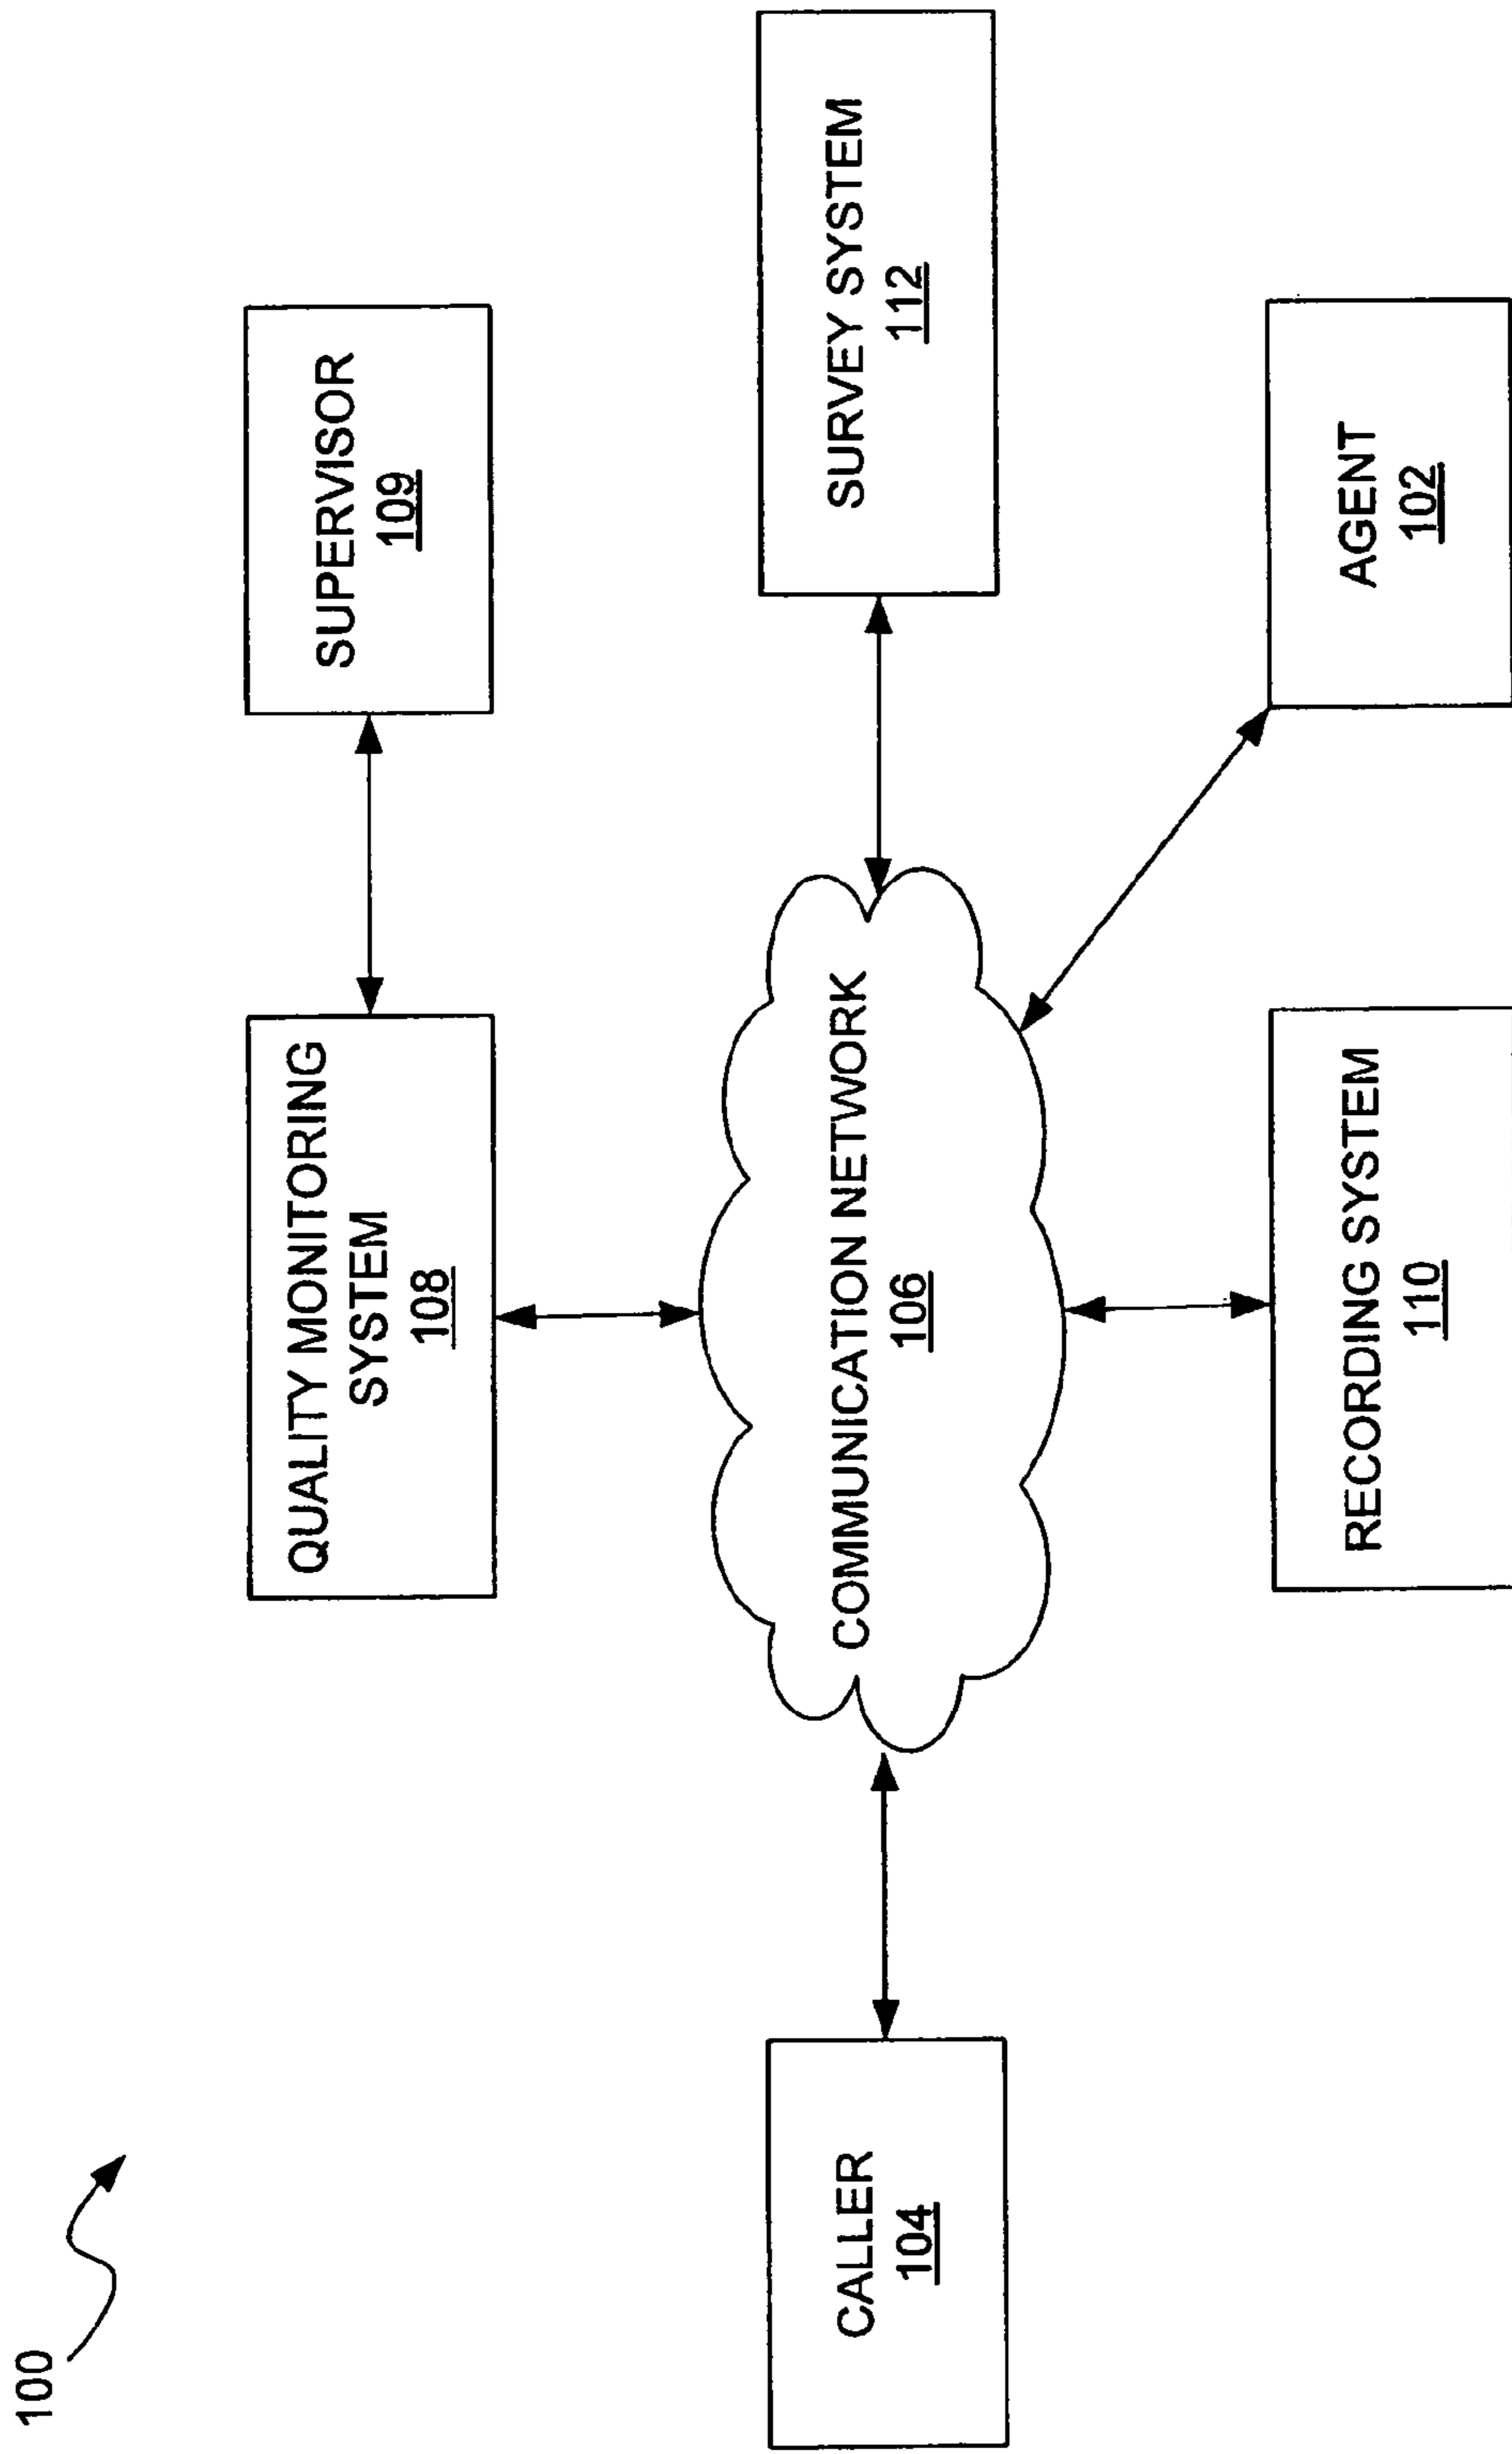 100
QUALITY MONITORING
SYSTEM
108
SUPERVISOR
109
CALLER
104
COMMUNICATION NETWORK
106
SURVEY SYSTEM
112
RECORDING SYSTEM
110
AGENT
102